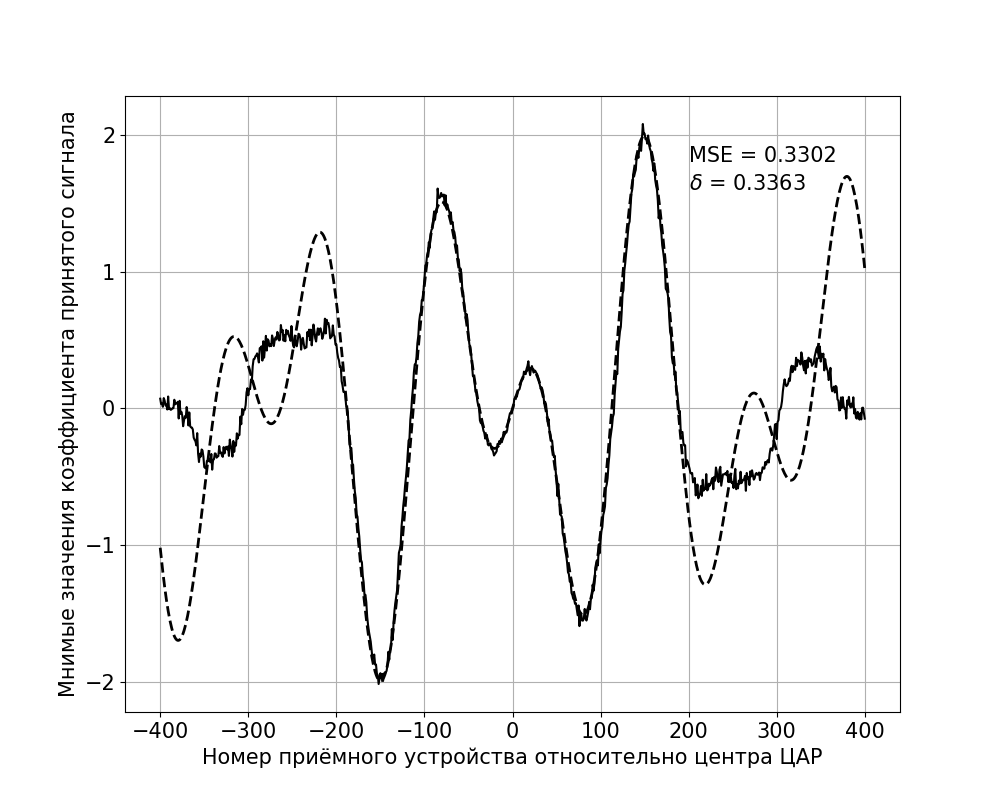 Мнимые значения коэффициента принятого сигнала
2
1
0
−1
−2
MSE = 0.3302
δ = 0.3363
−400 −300 −200 −100 0 100 200 300 400
Номер приёмного устройства относительно центра ЦАР